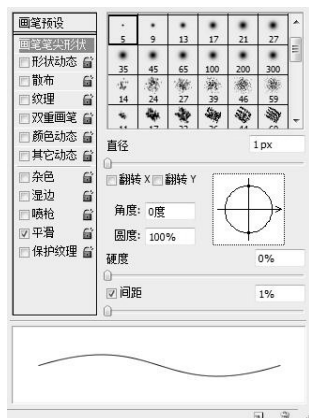 画笔预设
画笔笔尖形状
形状动态
散布
纹理
双重画笔
颜色动态
其它动态
杂色
湿边
喷枪
平滑
保护纹理
5 9 13 17 21 27
35 45 65 100 200 300
14 24 27 39 46 59
直径 1 px
翻转 X 翻转 Y
角度: 0度
圆度: 100%
硬度 0%
间距 1%